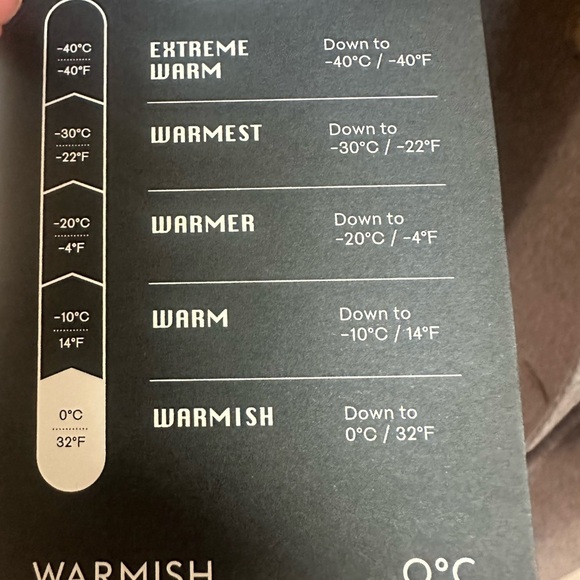 -40°C
-40°F
EXTREME
WARM
Down to
-40°C / -40°F
-30°C
-22°F
WARMEST
Down to
-30°C / -22°F
-20°C
-4°F
WARMER
Down to
-20°C / -4°F
-10°C
14°F
WARM
Down to
-10°C / 14°F
0°C
32°F
WARMISH
Down to
0°C / 32°F
WARMISH 0°C